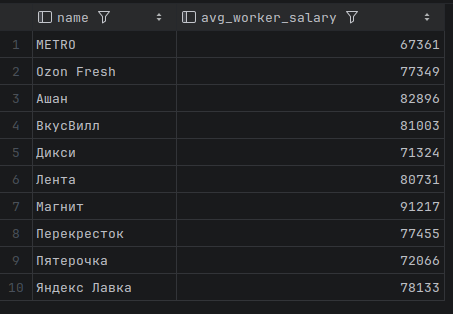 name avg_worker_salary
1 METRO 67361
2 Ozon Fresh 77349
3 Ашан 82896
4 ВкусВилл 81003
5 Дикси 71324
6 Лента 80731
7 Магнит 91217
8 Перекресток 77455
9 Пятерочка 72066
10 Яндекс Лавка 78133